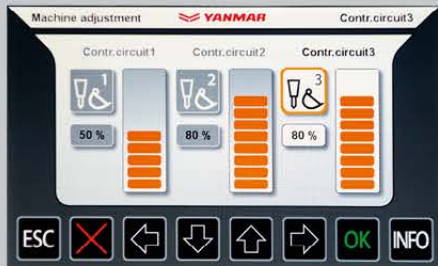 Machine adjustment YANMAR Contr.circuit3
Contr.circuit1 Contr.circuit2 Contr.circuit3
1 2 3
50 % 80 % 80 %
ESC OK INFO